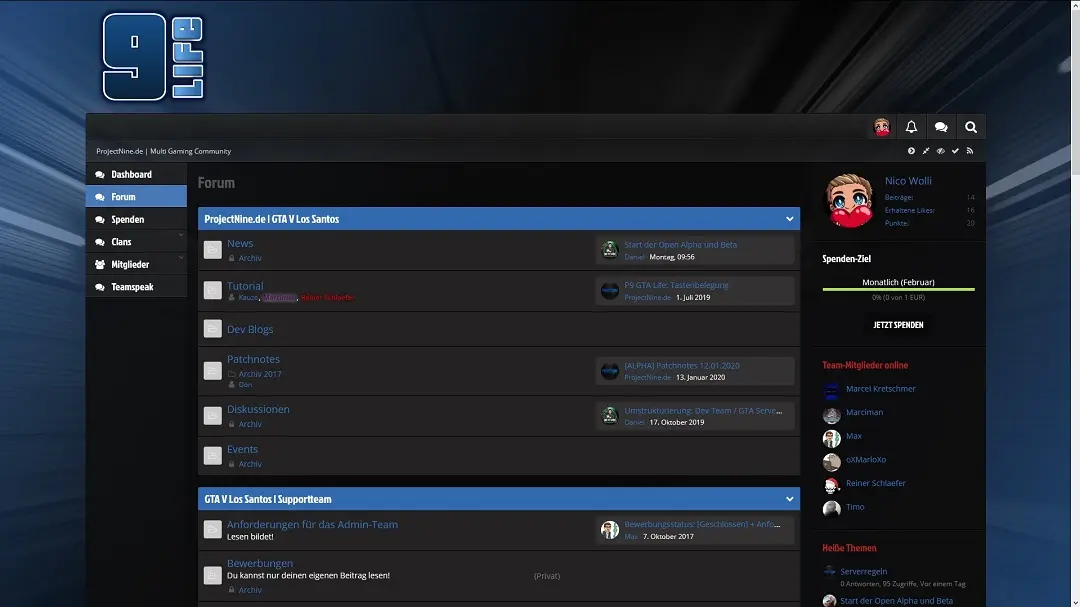 9 LIFE
ProjectNine.de | Multi Gaming Community
Dashboard
Forum
Spenden
Clans
Mitglieder
Teamspeak
Forum
ProjectNine.de | GTA V Los Santos
News
Archiv
Start der Open Alpha und Beta
Daniel Montag, 09:56
Tutorial
Kauze, Marciman, Reiner Schlaefer
P9 GTA Life: Tastenbelegung
ProjectNine.de 1. Juli 2019
Dev Blogs
Patchnotes
Archiv 2017
Don
[ALPHA] Patchnotes 12.01.2020
ProjectNine.de 13. Januar 2020
Diskussionen
Archiv
Umstrukturierung: Dev Team / GTA Serve...
Daniel 17. Oktober 2019
Events
Archiv
GTA V Los Santos | Supportteam
Anforderungen für das Admin-Team
Lesen bildet!
Bewerbungsstatus: [Geschlossen] + Anfo...
Max 7. Oktober 2017
Bewerbungen
Du kannst nur deinen eigenen Beitrag lesen!
Archiv
(Privat)
Nico Wolli
Beiträge: 14
Erhaltene Likes: 16
Punkte: 20
Spenden-Ziel
Monatlich (Februar)
0% (0 von 1 EUR)
JETZT SPENDEN
Team-Mitglieder online
Marcel Kretschmer
Marciman
Max
oXMarloXo
Reiner Schlaefer
Timo
Heiße Themen
Serverregeln
0 Antworten, 95 Zugriffe, Vor einem Tag
Start der Open Alpha und Beta